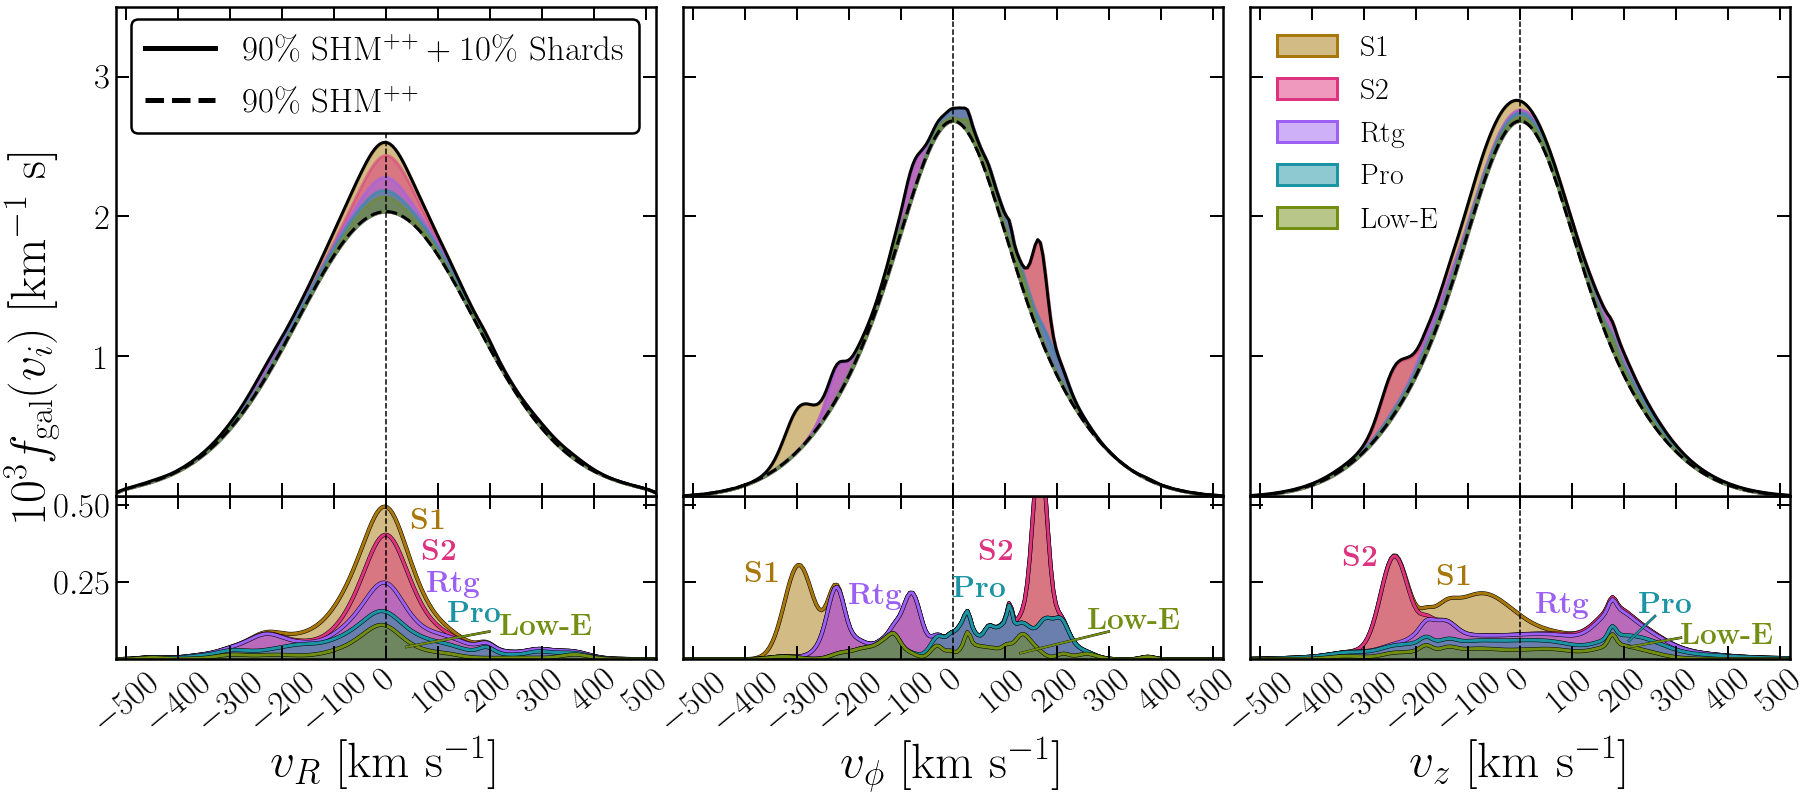 90% SHM⁺⁺ + 10% Shards
90% SHM⁺⁺
S1
S2
Rtg
Pro
Low-E
10³f_gal(v_i) [km⁻¹ s]
3
2
1
0.50
0.25
S1
S2
Rtg
Pro
Low-E
S1
Rtg
S2
Pro
Low-E
S2
S1
Rtg
Pro
Low-E
−500 −400 −300 −200 −100 0 100 200 300 400 500
−500 −400 −300 −200 −100 0 100 200 300 400 500
−500 −400 −300 −200 −100 0 100 200 300 400 500
v_R [km s⁻¹]
v_ϕ [km s⁻¹]
v_z [km s⁻¹]